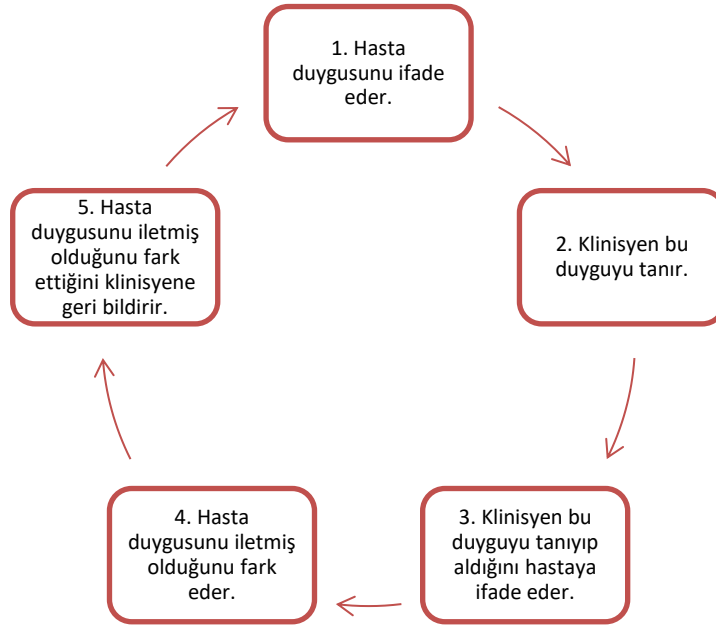 1. Hasta
duygusunu ifade
eder.
2. Klinisyen bu
duyguyu tanır.
3. Klinisyen bu
duyguyu tanıyıp
aldığını hastaya
ifade eder.
4. Hasta
duygusunu iletmiş
olduğunu fark
eder.
5. Hasta
duygusunu iletmiş
olduğunu fark
ettiğini klinisyene
geri bildirir.